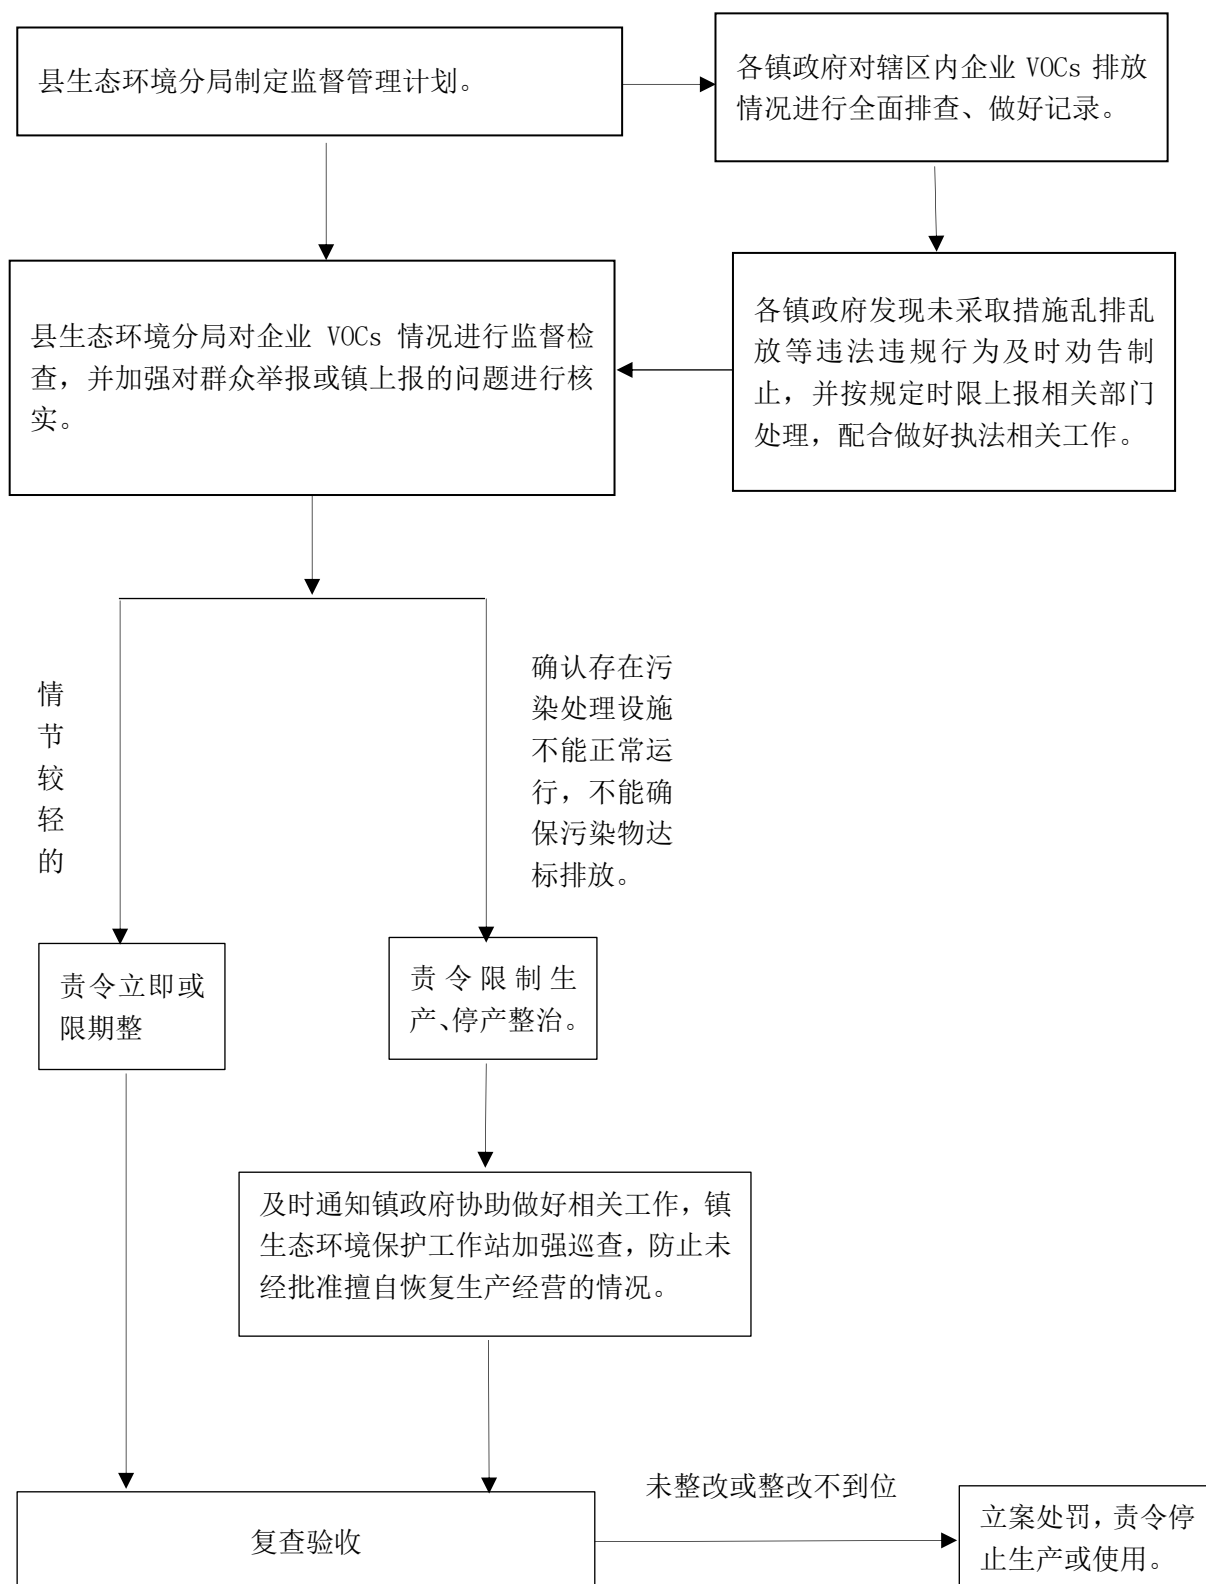 县生态环境分局制定监督管理计划。
各镇政府对辖区内企业 VOCs 排放
情况进行全面排查、做好记录。
县生态环境分局对企业 VOCs 情况进行监督检
查，并加强对群众举报或镇上报的问题进行核
实。
各镇政府发现未采取措施乱排乱
放等违法违规行为及时劝告制
止，并按规定时限上报相关部门
处理，配合做好执法相关工作。
情
节
较
轻
的
确认存在污
染处理设施
不能正常运
行，不能确
保污染物达
标排放。
责令立即或
限期整
责令限制生
产、停产整治。
及时通知镇政府协助做好相关工作，镇
生态环境保护工作站加强巡查，防止未
经批准擅自恢复生产经营的情况。
未整改或整改不到位
复查验收
立案处罚，责令停
止生产或使用。